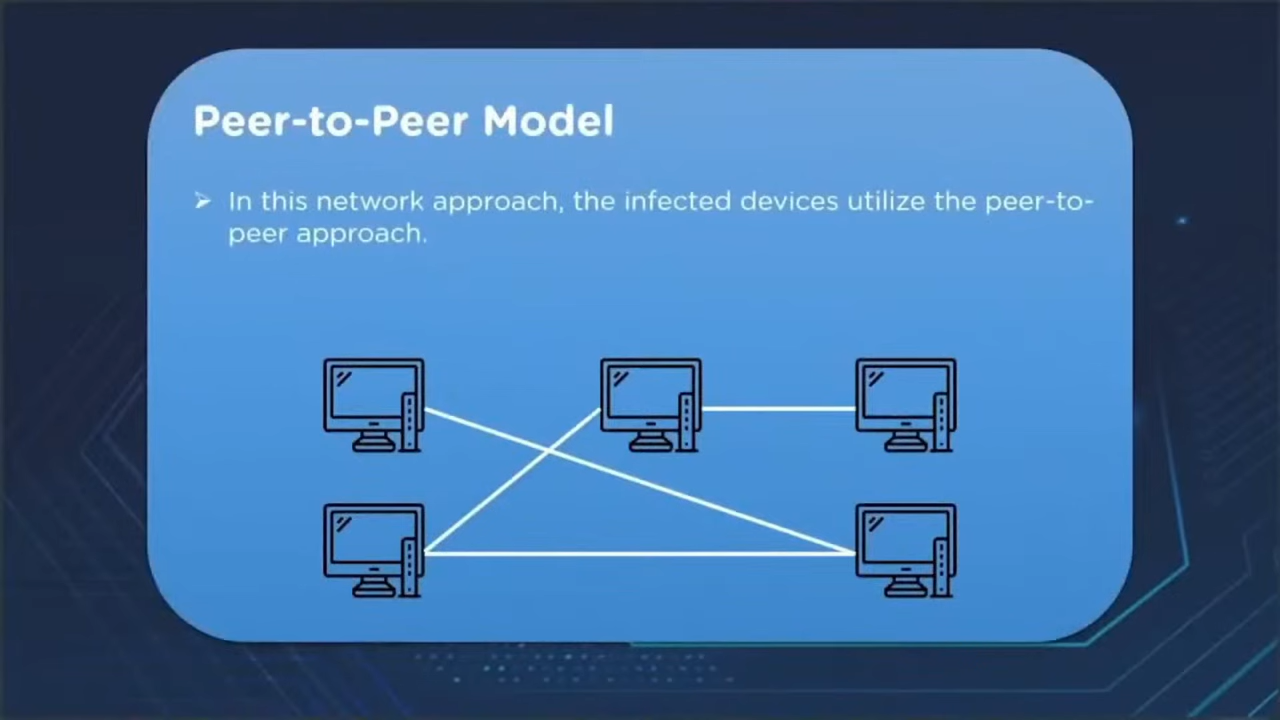 Peer-to-Peer Model
➢ In this network approach, the infected devices utilize the peer-to-
peer approach.